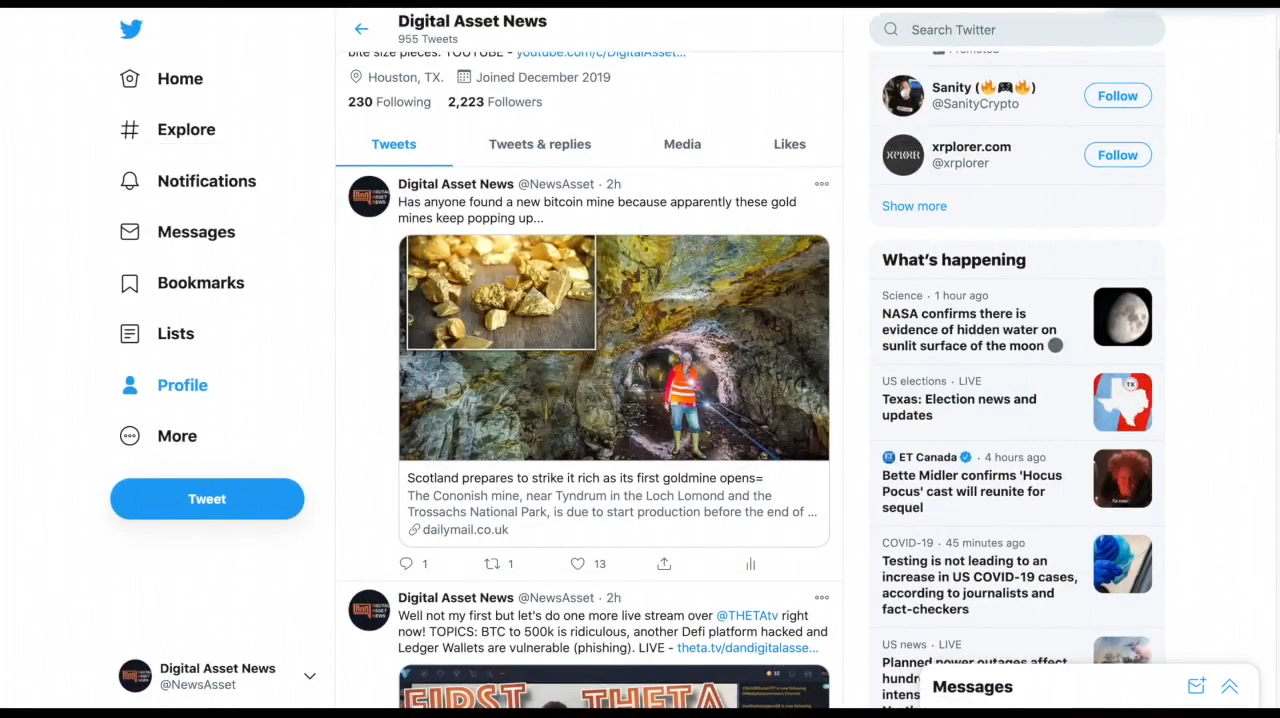 Home
Explore
Notifications
Messages
Bookmarks
Lists
Profile
More
Tweet
Digital Asset News
@NewsAsset
Digital Asset News
955 Tweets
bite size pieces. YOUTUBE - youtube.com/c/DigitalAsset...
Houston, TX. Joined December 2019
230 Following 2,223 Followers
Tweets Tweets & replies Media Likes
Digital Asset News @NewsAsset · 2h
Has anyone found a new bitcoin mine because apparently these gold
mines keep popping up...
Scotland prepares to strike it rich as its first goldmine opens=
The Cononish mine, near Tyndrum in the Loch Lomond and the
Trossachs National Park, is due to start production before the end of ...
dailymail.co.uk
1 1 13
Digital Asset News @NewsAsset · 2h
Well not my first but let's do one more live stream over @THETAtv right
now! TOPICS: BTC to 500k is ridiculous, another Defi platform hacked and
Ledger Wallets are vulnerable (phishing). LIVE - theta.tv/dandigitalasse...
FIRST THETA
Search Twitter
Promoted
Sanity (🔥🎮🔥)
@SanityCrypto
Follow
XPLORR
xrplorer.com
@xrplorer
Follow
Show more
What's happening
Science · 1 hour ago
NASA confirms there is
evidence of hidden water on
sunlit surface of the moon 🌑
US elections · LIVE
Texas: Election news and
updates
TX
ET Canada · 4 hours ago
Bette Midler confirms 'Hocus
Pocus' cast will reunite for
sequel
COVID-19 · 45 minutes ago
Testing is not leading to an
increase in US COVID-19 cases,
according to journalists and
fact-checkers
US news · LIVE
Planned power outages affect
hundr
intens
Messages